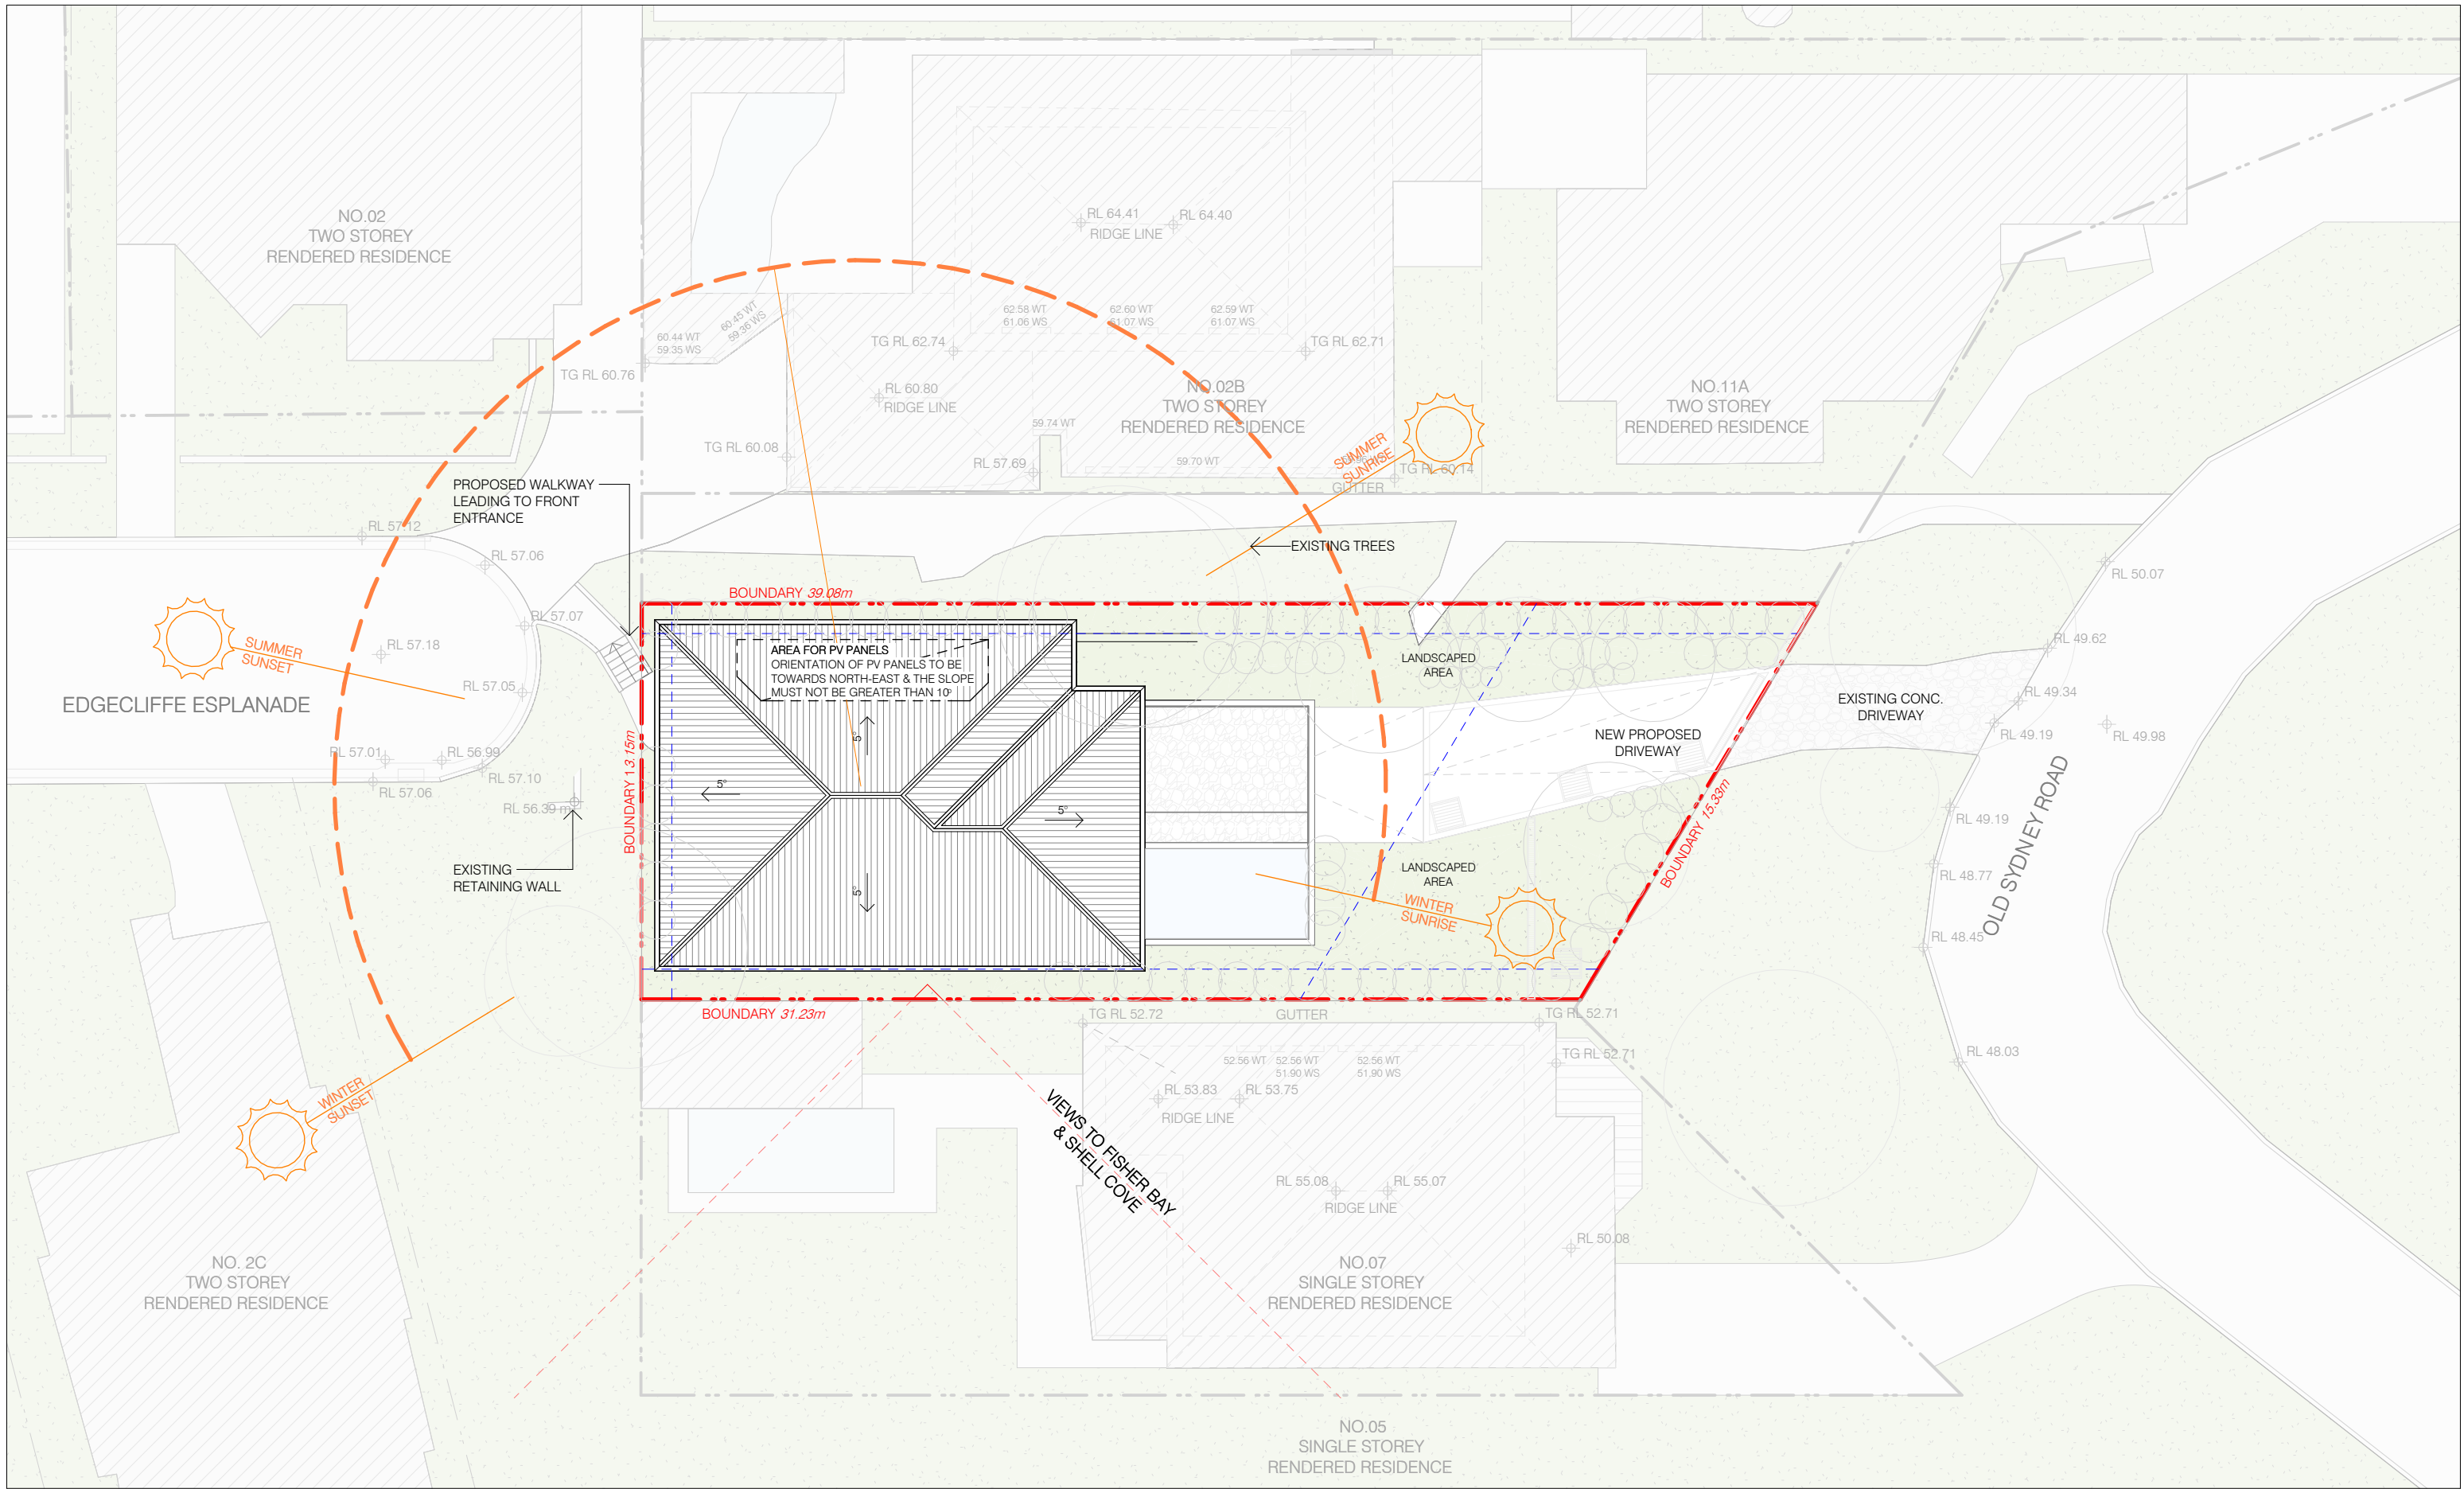 NO.02
TWO STOREY
RENDERED RESIDENCE
RL 64.41
RL 64.40
RIDGE LINE
60.45 WT
59.36 WS
60.44 WT
59.35 WS
62.58 WT
61.06 WS
62.60 WT
61.07 WS
62.59 WT
61.07 WS
TG RL 62.74
TG RL 62.71
TG RL 60.76
RL 60.80
RIDGE LINE
NO.02B
TWO STOREY
RENDERED RESIDENCE
NO.11A
TWO STOREY
RENDERED RESIDENCE
59.74 WT
TG RL 60.08
RL 57.69
59.70 WT
SUMMER
SUNRISE
TG RL 60.14
GUTTER
PROPOSED WALKWAY
LEADING TO FRONT
ENTRANCE
RL 57.12
RL 57.06
EXISTING TREES
RL 50.07
BOUNDARY 39.08m
RL 57.07
RL 57.18
SUMMER
SUNSET
RL 57.05
EDGECLIFFE ESPLANADE
AREA FOR PV PANELS
ORIENTATION OF PV PANELS TO BE
TOWARDS NORTH-EAST & THE SLOPE
MUST NOT BE GREATER THAN 10º
LANDSCAPED
AREA
RL 49.62
RL 49.34
EXISTING CONC.
DRIVEWAY
NEW PROPOSED
DRIVEWAY
RL 49.19
RL 49.98
5°
5°
5°
5°
BOUNDARY 13.15m
RL 57.01
RL 56.99
RL 57.10
RL 57.06
RL 56.39 m
EXISTING
RETAINING WALL
BOUNDARY 15.33m
RL 49.19
OLD SYDNEY ROAD
LANDSCAPED
AREA
RL 48.77
WINTER
SUNRISE
RL 48.45
BOUNDARY 31.23m
TG RL 52.72
GUTTER
TG RL 52.71
TG RL 52.71
RL 48.03
52.56 WT
52.56 WT
51.90 WS
52.56 WT
51.90 WS
RL 53.83
RL 53.75
RIDGE LINE
WINTER
SUNSET
VIEWS TO FISHER BAY
& SHELL COVE
RL 55.08
RL 55.07
RIDGE LINE
RL 50.08
NO. 2C
TWO STOREY
RENDERED RESIDENCE
NO.07
SINGLE STOREY
RENDERED RESIDENCE
NO.05
SINGLE STOREY
RENDERED RESIDENCE